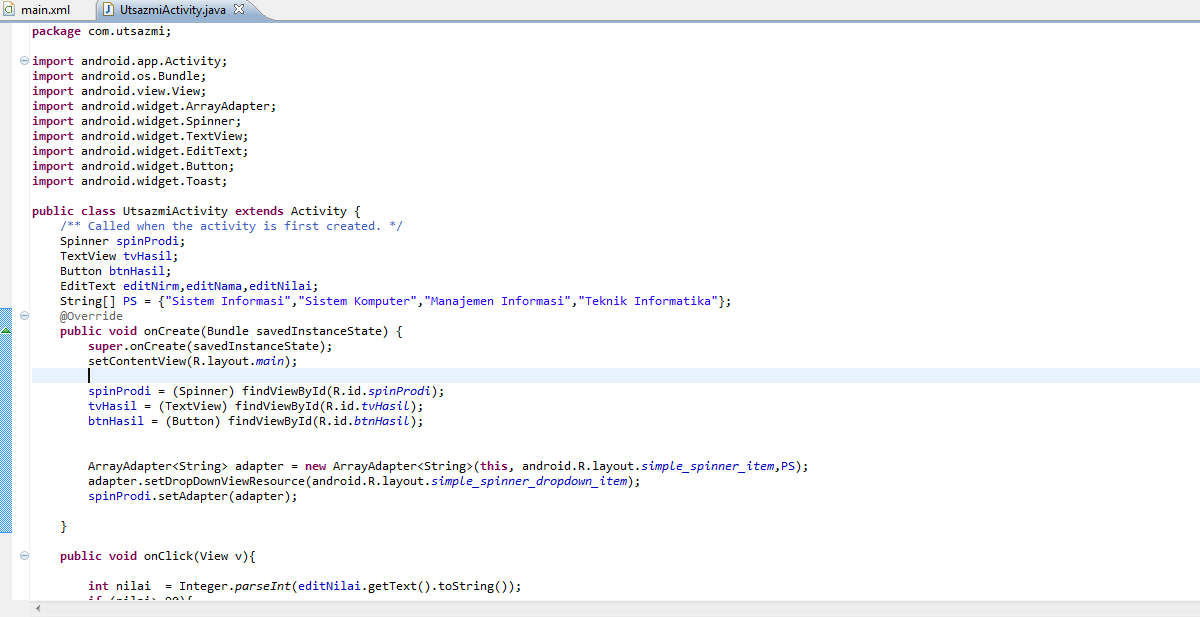 main.xml UtsazmiActivity.java
package com.utsazmi;
import android.app.Activity;
import android.os.Bundle;
import android.view.View;
import android.widget.ArrayAdapter;
import android.widget.Spinner;
import android.widget.TextView;
import android.widget.EditText;
import android.widget.Button;
import android.widget.Toast;
public class UtsazmiActivity extends Activity {
/** Called when the activity is first created. */
Spinner spinProdi;
TextView tvHasil;
Button btnHasil;
EditText editNirm,editNama,editNilai;
String[] PS = {"Sistem Informasi","Sistem Komputer","Manajemen Informasi","Teknik Informatika"};
@Override
public void onCreate(Bundle savedInstanceState) {
super.onCreate(savedInstanceState);
setContentView(R.layout.main);
spinProdi = (Spinner) findViewById(R.id.spinProdi);
tvHasil = (TextView) findViewById(R.id.tvHasil);
btnHasil = (Button) findViewById(R.id.btnHasil);
ArrayAdapter<String> adapter = new ArrayAdapter<String>(this, android.R.layout.simple_spinner_item,PS);
adapter.setDropDownViewResource(android.R.layout.simple_spinner_dropdown_item);
spinProdi.setAdapter(adapter);
}
public void onClick(View v){
int nilai = Integer.parseInt(editNilai.getText().toString());